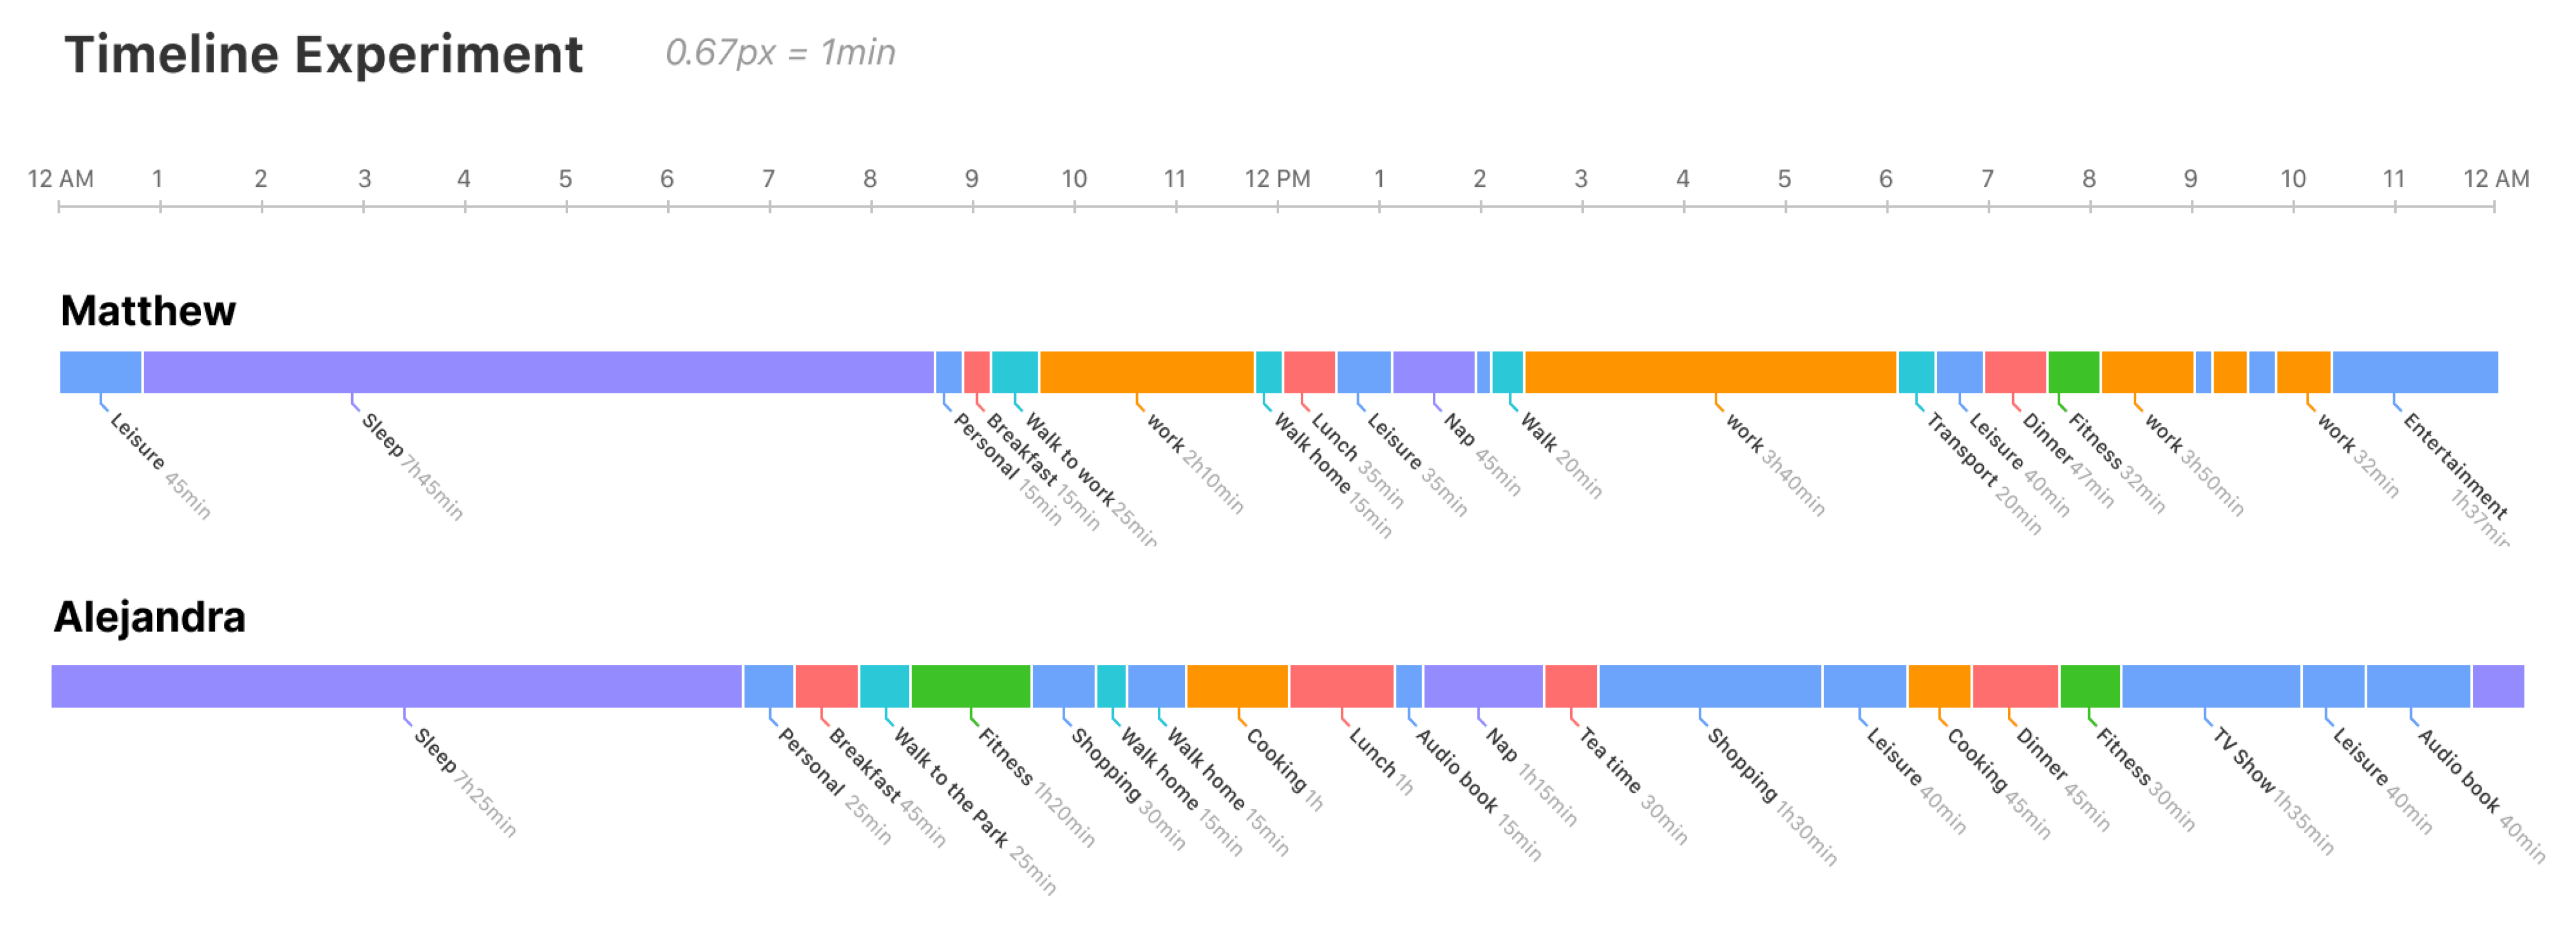 Timeline Experiment 0.67px = 1min
12 AM 1 2 3 4 5 6 7 8 9 10 11 12 PM 1 2 3 4 5 6 7 8 9 10 11 12 AM
Matthew
Leisure 45min
Sleep 7h45min
Personal 15min
Breakfast 15min
Walk to work 25min
work 2h10min
Walk home 15min
Lunch 35min
Leisure 35min
Nap 45min
Walk 20min
work 3h40min
Transport 20min
Leisure 40min
Dinner 47min
Fitness 32min
work 3h50min
work 32min
Entertainment
1h37min
Alejandra
Sleep 7h25min
Personal 25min
Breakfast 45min
Walk to the Park 25min
Fitness 1h20min
Shopping 30min
Walk home 15min
Walk home 15min
Cooking 1h
Lunch 1h
Audio book 15min
Nap 1h15min
Tea time 30min
Shopping 1h30min
Leisure 40min
Cooking 45min
Dinner 45min
Fitness 30min
TV Show 1h35min
Leisure 40min
Audio book 40min